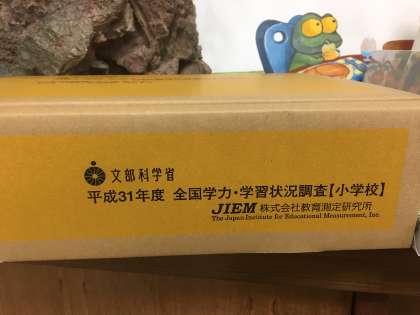 文部科学省
平成31年度 全国学力・学習状況調査【小学校】
JIEM 株式会社教育測定研究所
The Japan Institute for Educational Measurement, Inc.